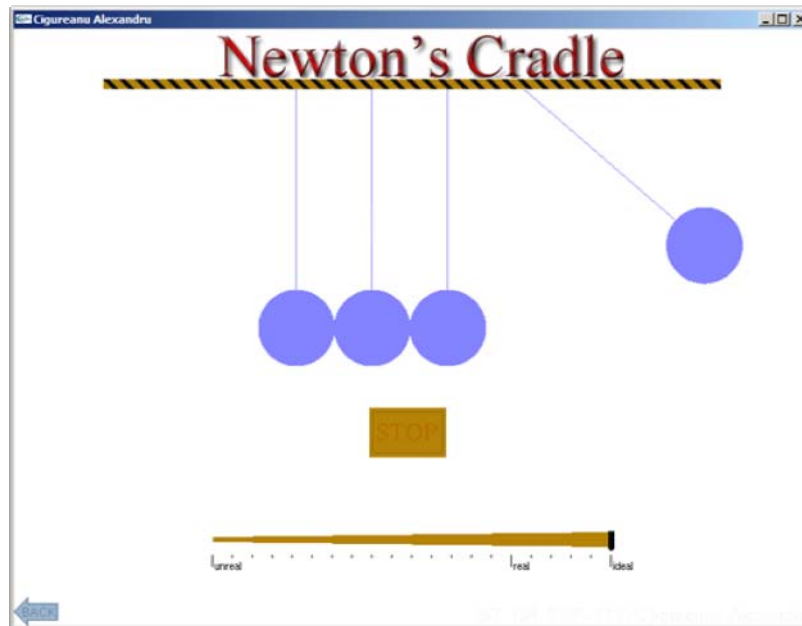 Cigureanu Alexandru
Newton's Cradle
STOP
unreal real ideal
BACK